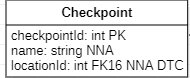 Checkpoint
checkpointId: int PK
name: string NNA
locationId: int FK16 NNA DTC